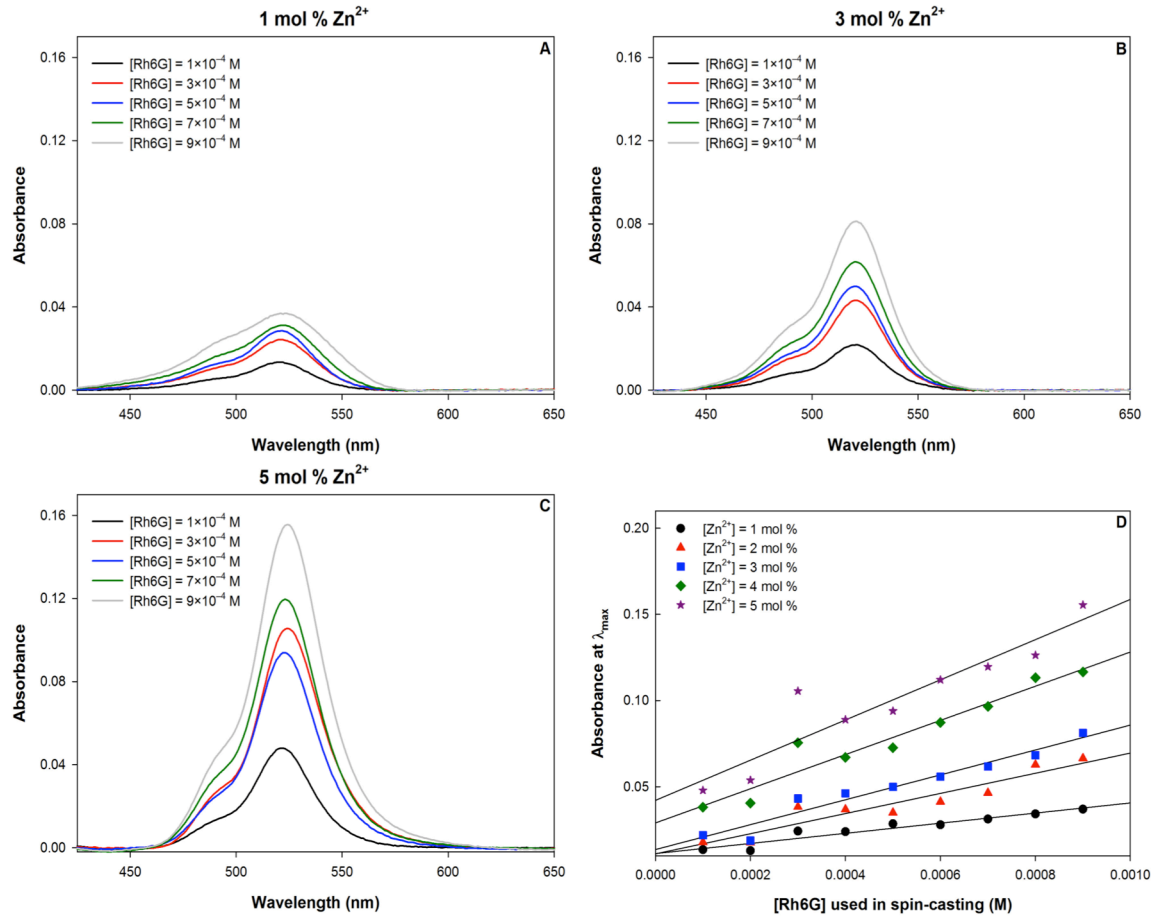 1 mol % Zn²⁺
A
[Rh6G] = 1×10⁻⁴ M
[Rh6G] = 3×10⁻⁴ M
[Rh6G] = 5×10⁻⁴ M
[Rh6G] = 7×10⁻⁴ M
[Rh6G] = 9×10⁻⁴ M
0.16
0.12
0.08
0.04
0.00
Absorbance
450 500 550 600 650
Wavelength (nm)
3 mol % Zn²⁺
B
[Rh6G] = 1×10⁻⁴ M
[Rh6G] = 3×10⁻⁴ M
[Rh6G] = 5×10⁻⁴ M
[Rh6G] = 7×10⁻⁴ M
[Rh6G] = 9×10⁻⁴ M
0.16
0.12
0.08
0.04
0.00
Absorbance
450 500 550 600 650
Wavelength (nm)
5 mol % Zn²⁺
C
[Rh6G] = 1×10⁻⁴ M
[Rh6G] = 3×10⁻⁴ M
[Rh6G] = 5×10⁻⁴ M
[Rh6G] = 7×10⁻⁴ M
[Rh6G] = 9×10⁻⁴ M
0.16
0.12
0.08
0.04
0.00
Absorbance
450 500 550 600 650
Wavelength (nm)
D
[Zn²⁺] = 1 mol %
[Zn²⁺] = 2 mol %
[Zn²⁺] = 3 mol %
[Zn²⁺] = 4 mol %
[Zn²⁺] = 5 mol %
0.20
0.15
0.10
0.05
Absorbance at λmax
0.0000 0.0002 0.0004 0.0006 0.0008 0.0010
[Rh6G] used in spin-casting (M)